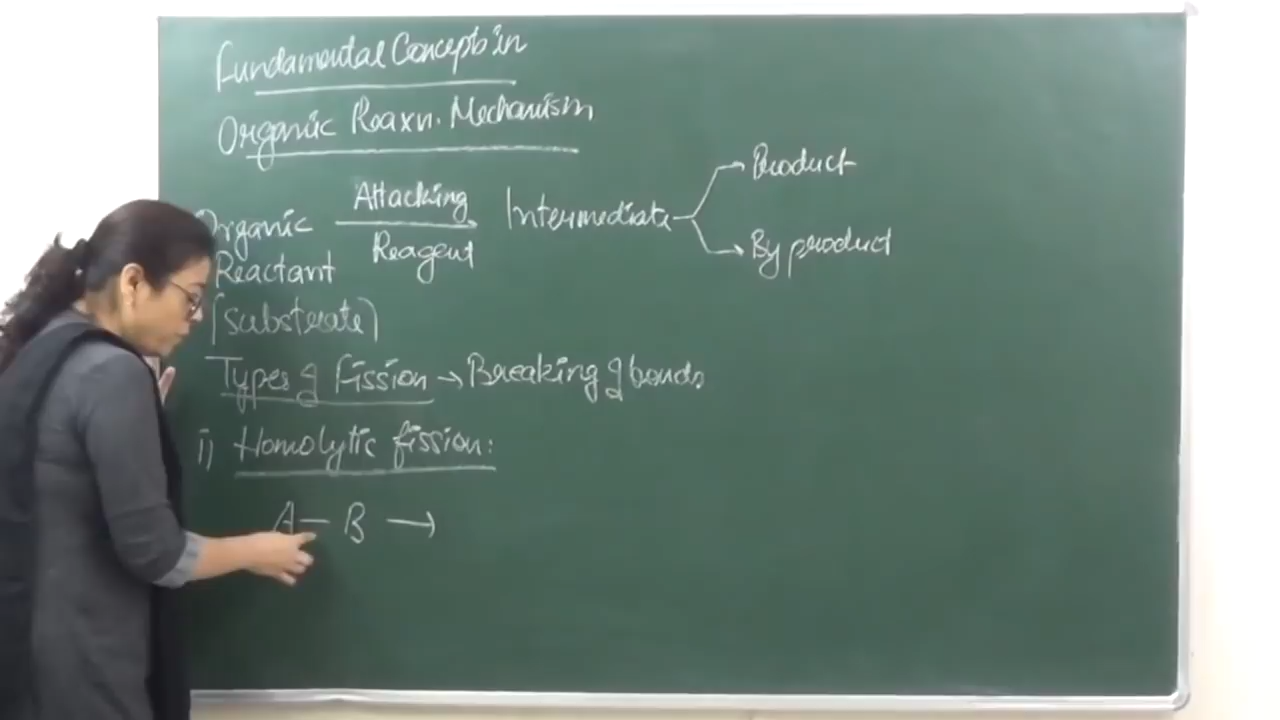 Fundamental Concepts in
Organic Reaxn. Mechanism
Organic Reactant (Substrate)
Attacking Reagent
Intermediate
Product
By product
Types of Fission → Breaking of bonds
i) Homolytic fission:
A — B →